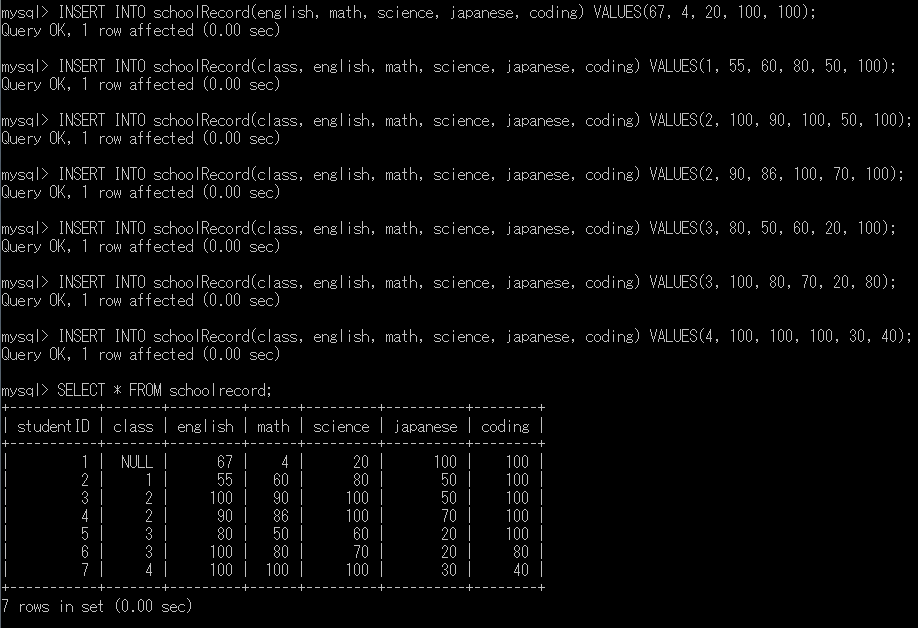 mysql> INSERT INTO schoolRecord(english, math, science, japanese, coding) VALUES(67, 4, 20, 100, 100);
Query OK, 1 row affected (0.00 sec)
mysql> INSERT INTO schoolRecord(class, english, math, science, japanese, coding) VALUES(1, 55, 60, 80, 50, 100);
Query OK, 1 row affected (0.00 sec)
mysql> INSERT INTO schoolRecord(class, english, math, science, japanese, coding) VALUES(2, 100, 90, 100, 50, 100);
Query OK, 1 row affected (0.00 sec)
mysql> INSERT INTO schoolRecord(class, english, math, science, japanese, coding) VALUES(2, 90, 86, 100, 70, 100);
Query OK, 1 row affected (0.00 sec)
mysql> INSERT INTO schoolRecord(class, english, math, science, japanese, coding) VALUES(3, 80, 50, 60, 20, 100);
Query OK, 1 row affected (0.00 sec)
mysql> INSERT INTO schoolRecord(class, english, math, science, japanese, coding) VALUES(3, 100, 80, 70, 20, 80);
Query OK, 1 row affected (0.00 sec)
mysql> INSERT INTO schoolRecord(class, english, math, science, japanese, coding) VALUES(4, 100, 100, 100, 30, 40);
Query OK, 1 row affected (0.00 sec)
mysql> SELECT * FROM schoolrecord;
+-----------+-------+---------+------+---------+----------+--------+
| studentID | class | english | math | science | japanese | coding |
+-----------+-------+---------+------+---------+----------+--------+
|         1 |  NULL |      67 |    4 |      20 |      100 |    100 |
|         2 |     1 |      55 |   60 |      80 |       50 |    100 |
|         3 |     2 |     100 |   90 |     100 |       50 |    100 |
|         4 |     2 |      90 |   86 |     100 |       70 |    100 |
|         5 |     3 |      80 |   50 |      60 |       20 |    100 |
|         6 |     3 |     100 |   80 |      70 |       20 |     80 |
|         7 |     4 |     100 |  100 |     100 |       30 |     40 |
+-----------+-------+---------+------+---------+----------+--------+
7 rows in set (0.00 sec)